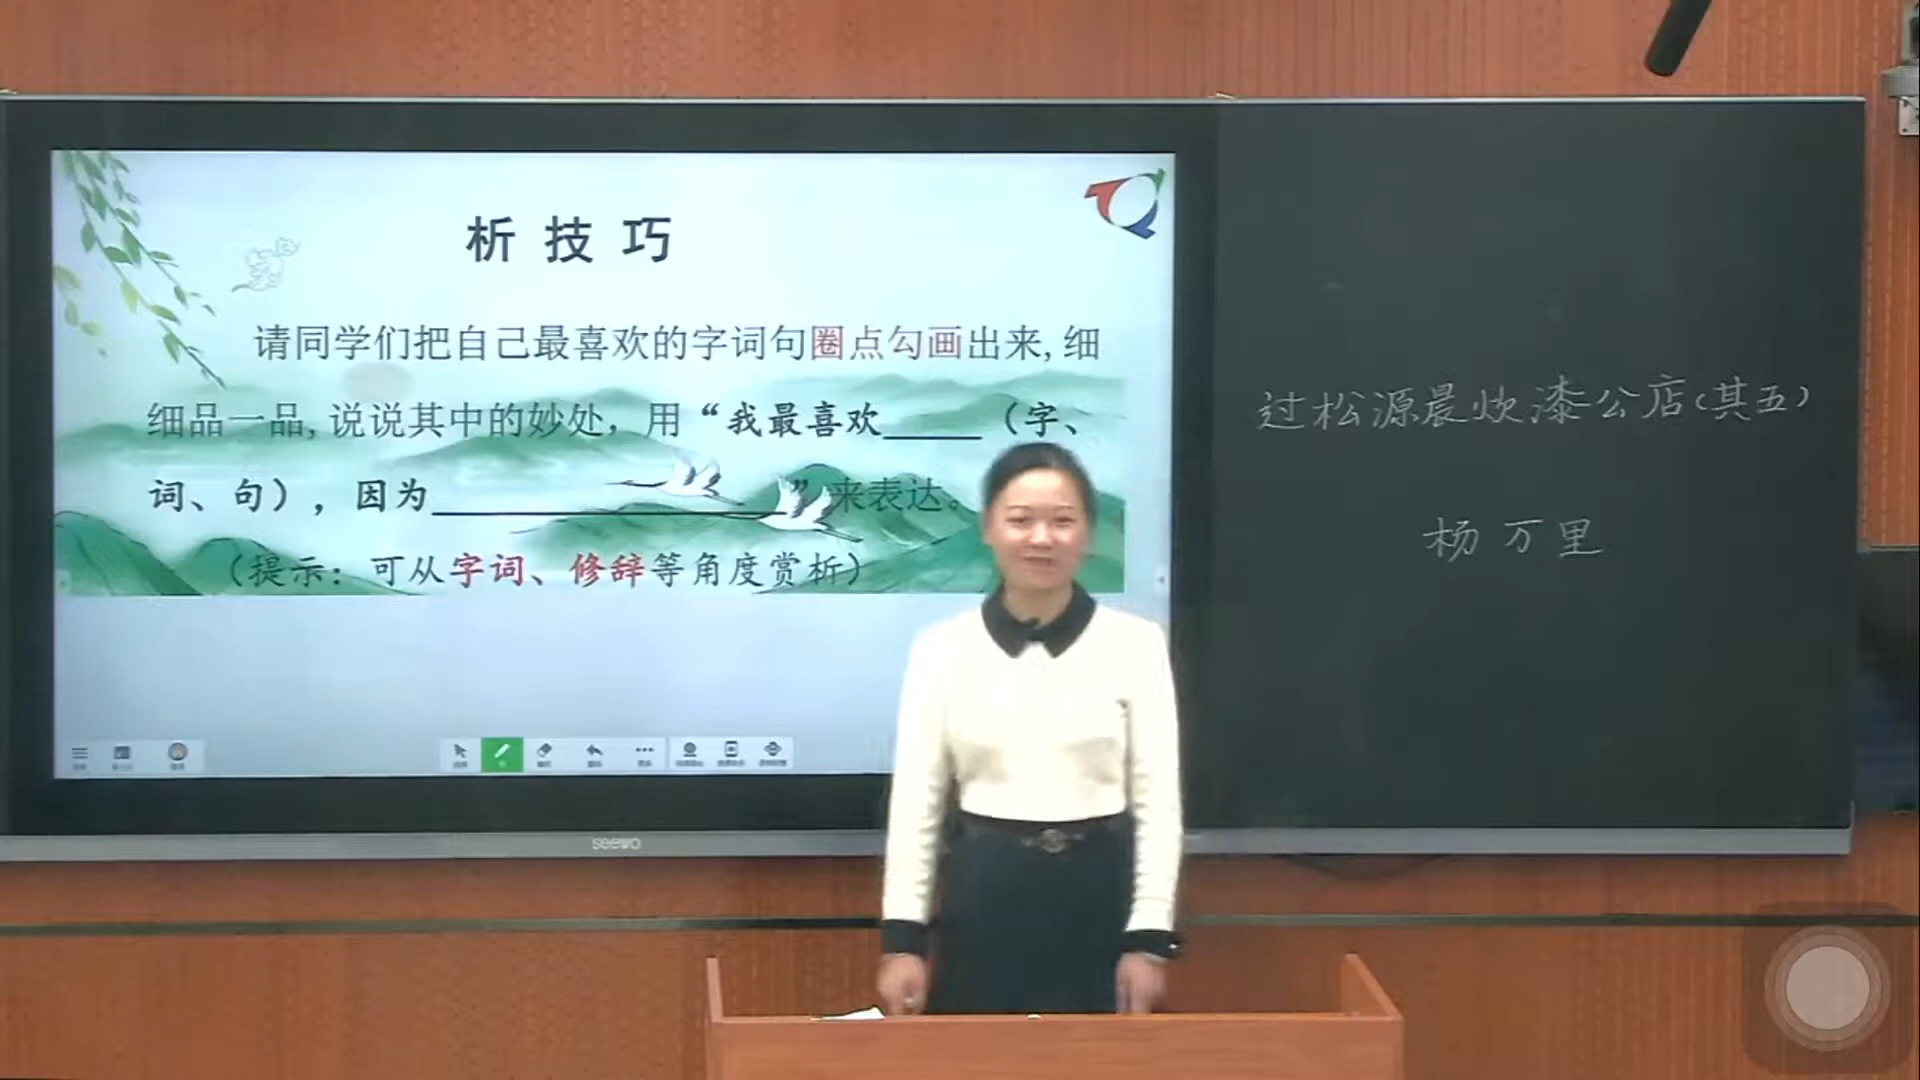 析技巧
请同学们把自己最喜欢的字词句圈点勾画出来,细
细品一品,说说其中的妙处，用“我最喜欢_____（字、
词、句），因为__________________”来表达。
（提示：可从字词、修辞等角度赏析）
seewo
过松源晨炊漆公店(其五)
杨万里